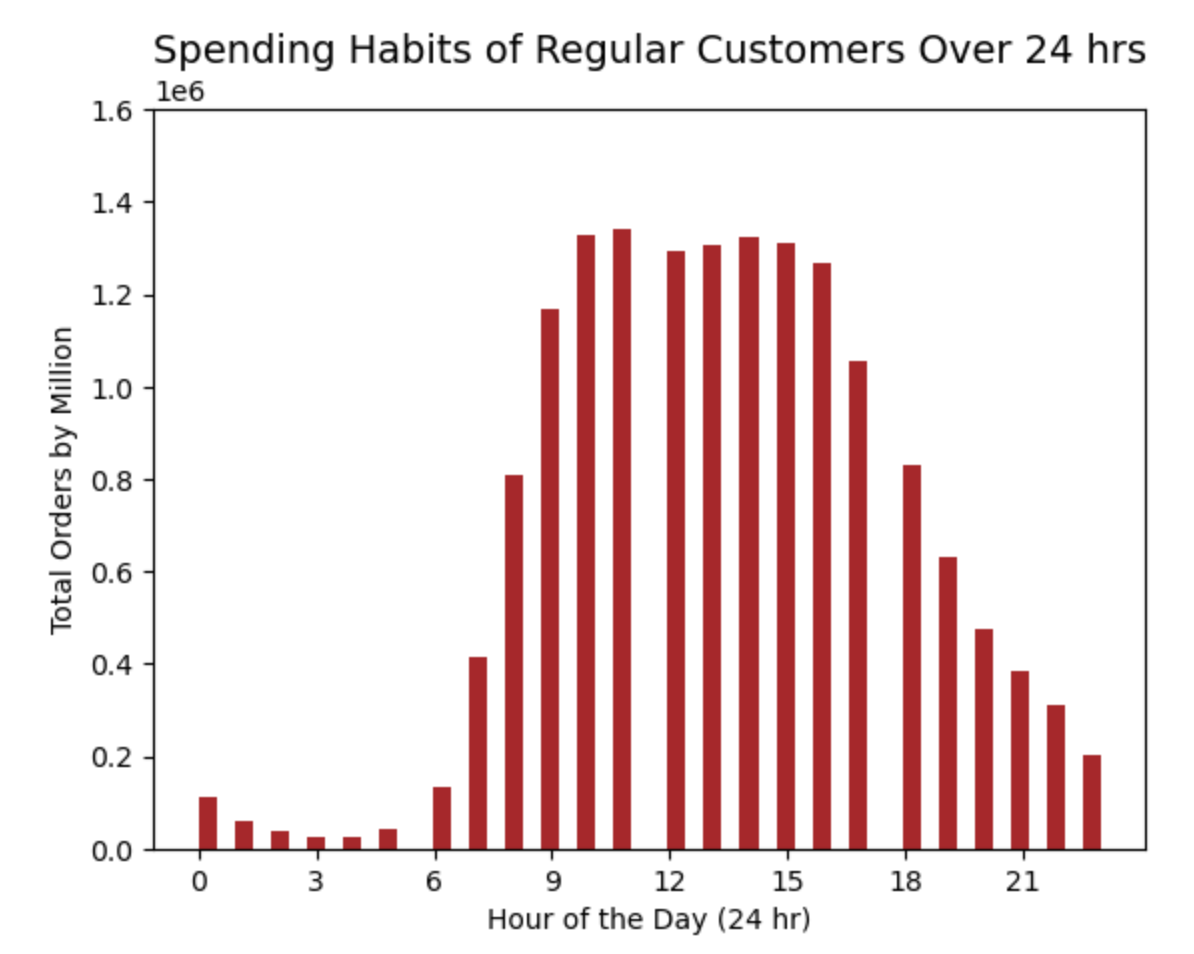 Spending Habits of Regular Customers Over 24 hrs
1e6
1.6
1.4
1.2
1.0
0.8
0.6
0.4
0.2
0.0
Total Orders by Million
0 3 6 9 12 15 18 21
Hour of the Day (24 hr)